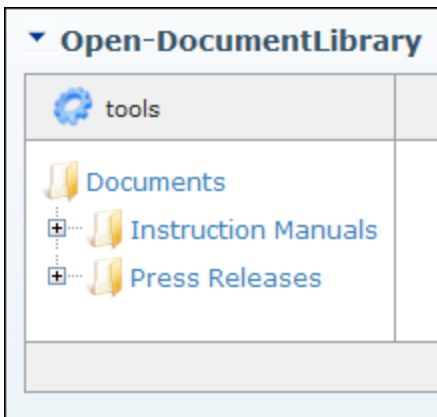 Open-DocumentLibrary
tools
Documents
Instruction Manuals
Press Releases